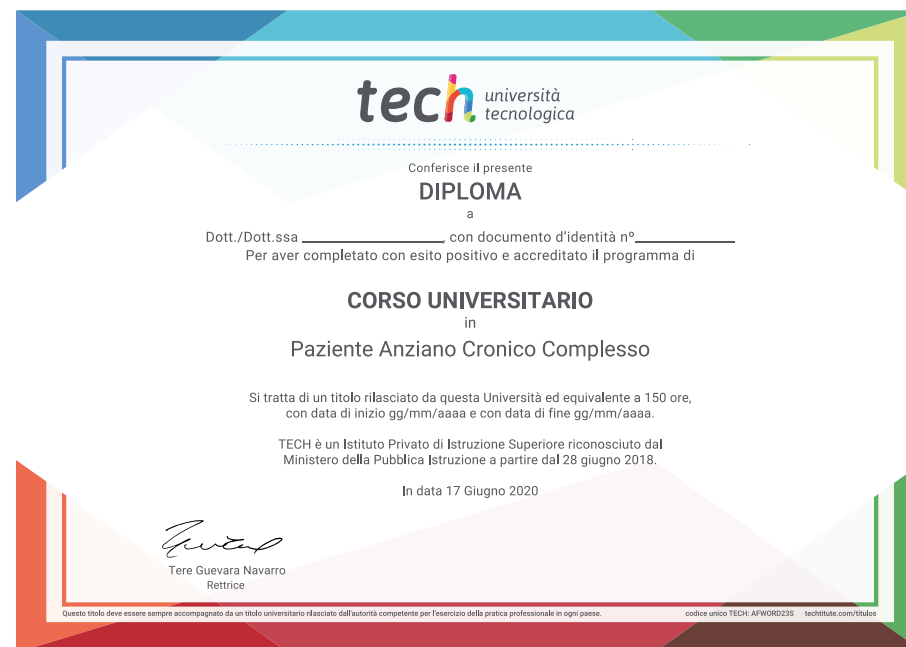 tech università
tecnologica
Conferisce il presente
DIPLOMA
a
Dott./Dott.ssa ____________________, con documento d'identità nº______________
Per aver completato con esito positivo e accreditato il programma di
CORSO UNIVERSITARIO
in
Paziente Anziano Cronico Complesso
Si tratta di un titolo rilasciato da questa Università ed equivalente a 150 ore,
con data di inizio gg/mm/aaaa e con data di fine gg/mm/aaaa.
TECH è un Istituto Privato di Istruzione Superiore riconosciuto dal
Ministero della Pubblica Istruzione a partire dal 28 giugno 2018.
In data 17 Giugno 2020
Tere Guevara Navarro
Rettrice
Questo titolo deve essere sempre accompagnato da un titolo universitario rilasciato dall'autorità competente per l'esercizio della pratica professionale in ogni paese. codice unico TECH: AFWORD23S techtitute.com/titulos